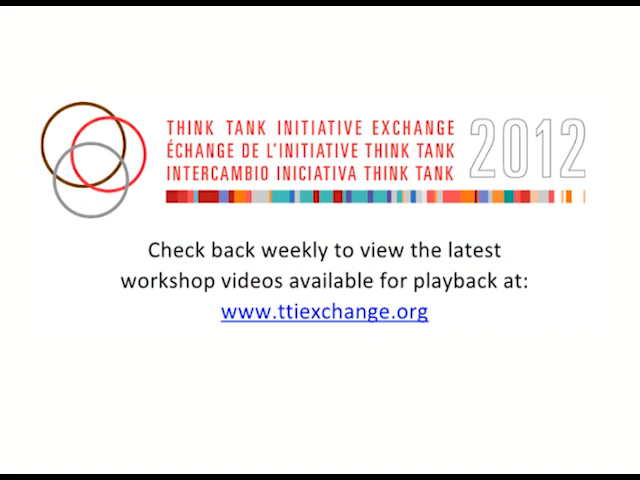 THINK TANK INITIATIVE EXCHANGE 2012
ÉCHANGE DE L'INITIATIVE THINK TANK
INTERCAMBIO INICIATIVA THINK TANK
Check back weekly to view the latest
workshop videos available for playback at:
www.ttiexchange.org